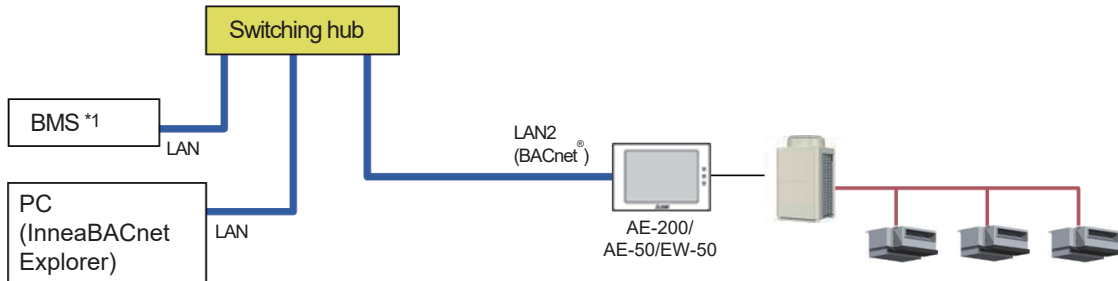 Switching hub
BMS *1
LAN
LAN2
(BACnet®)
PC
(InneaBACnet
Explorer)
LAN
AE-200/
AE-50/EW-50